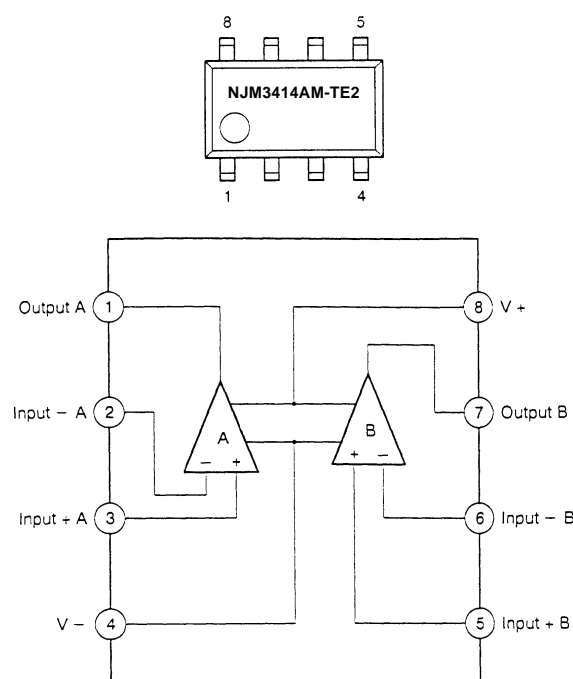 8 5
NJM3414AM-TE2
1 4
Output A 1 8 V +
Input – A 2 7 Output B
A B
– + + –
Input + A 3 6 Input – B
V – 4 5 Input + B